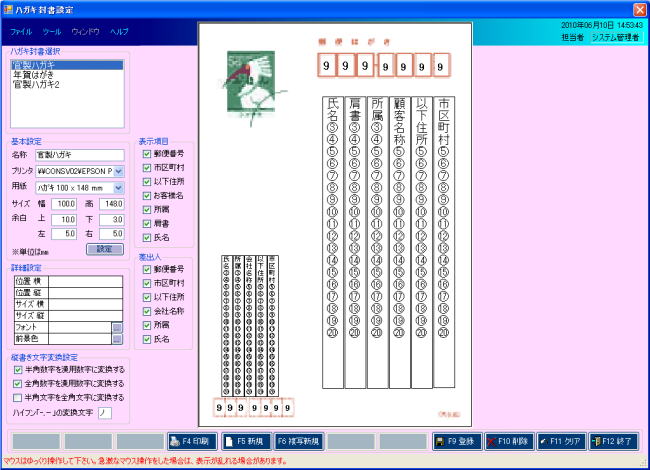 ハガキ封書設定
ファイル ツール ウィンドウ ヘルプ
2010年06月10日 14:53:43
担当者 システム管理者
ハガキ封書選択
官製ハガキ
年賀はがき
官製ハガキ2
基本設定
名称 官製ハガキ
プリンタ ¥¥CONSV02¥EPSON P
用紙 ハガキ 100 x 148 mm
サイズ 幅 100.0 高 148.0
余白 上 10.0 下 3.0
左 5.0 右 5.0
※単位はmm 設定
詳細設定
位置 横
位置 縦
サイズ 横
サイズ 縦
フォント
前景色
縦書き文字変換設定
半角数字を漢用数字に変換する
全角数字を漢用数字に変換する
半角文字を全角文字に変換する
ハイフン「-、－」の変換文字
表示項目
郵便番号
市区町村
以下住所
お客様名
所属
肩書
氏名
差出人
郵便番号
市区町村
以下住所
会社名称
所属
氏名
郵便はがき
9 9 9 9 9 9 9
市区町村⑤⑥⑦⑧⑨⑩⑪⑫⑬⑭⑮⑯⑰⑱⑲⑳
以下住所⑤⑥⑦⑧⑨⑩⑪⑫⑬⑭⑮⑯⑰⑱⑲⑳
顧客名称⑤⑥⑦⑧⑨⑩⑪⑫⑬⑭⑮⑯⑰⑱⑲⑳
所属③④⑤⑥⑦⑧⑨⑩⑪⑫⑬⑭⑮⑯⑰⑱⑲⑳
肩書③④⑤⑥⑦⑧⑨⑩⑪⑫⑬⑭⑮⑯⑰⑱⑲⑳
氏名③④⑤⑥⑦⑧⑨⑩⑪⑫⑬⑭⑮⑯⑰⑱⑲⑳
市区町村
以下住所
会社名称
所属
氏名
9 9 9 9 9 9 9
F4 印刷 F5 新規 F6 複写新規 F9 登録 F10 削除 F11 クリア F12 終了
マウスはゆっくり操作して下さい。急激なマウス操作をした場合は、表示が乱れる場合があります。